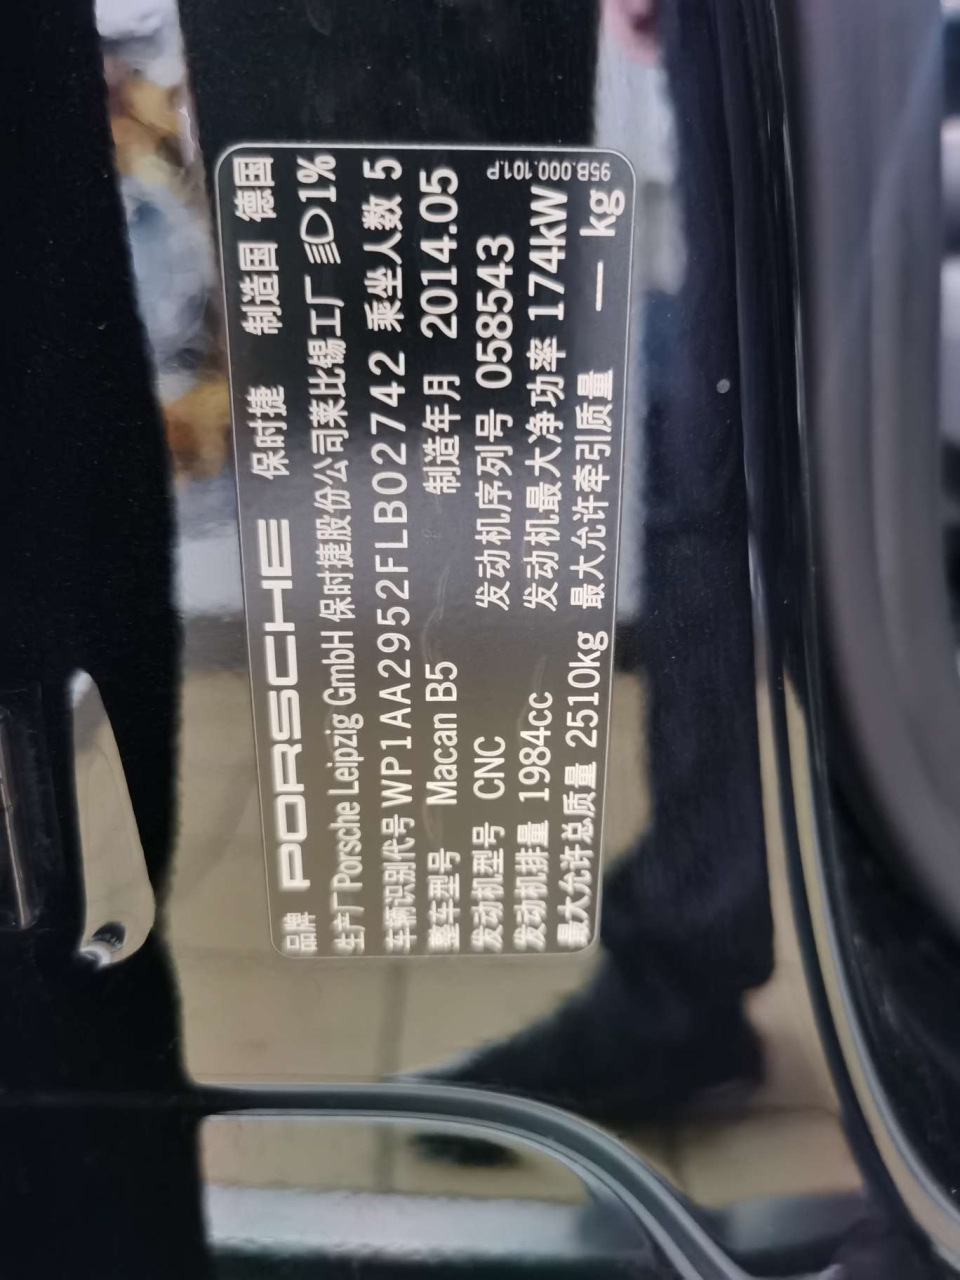 品牌 PORSCHE 保时捷 制造国 德国
生产厂 Porsche Leipzig GmbH 保时捷股份公司莱比锡工厂 1%
车辆识别代号 WP1AA2952FLB02742 乘坐人数 5
整车型号 Macan B5 制造年月 2014.05
发动机型号 CNC 发动机序列号 058543
发动机排量 1984cc 发动机最大净功率 174kW
最大允许总质量 2510kg 最大允许牵引质量 — kg
95B.000.101.P